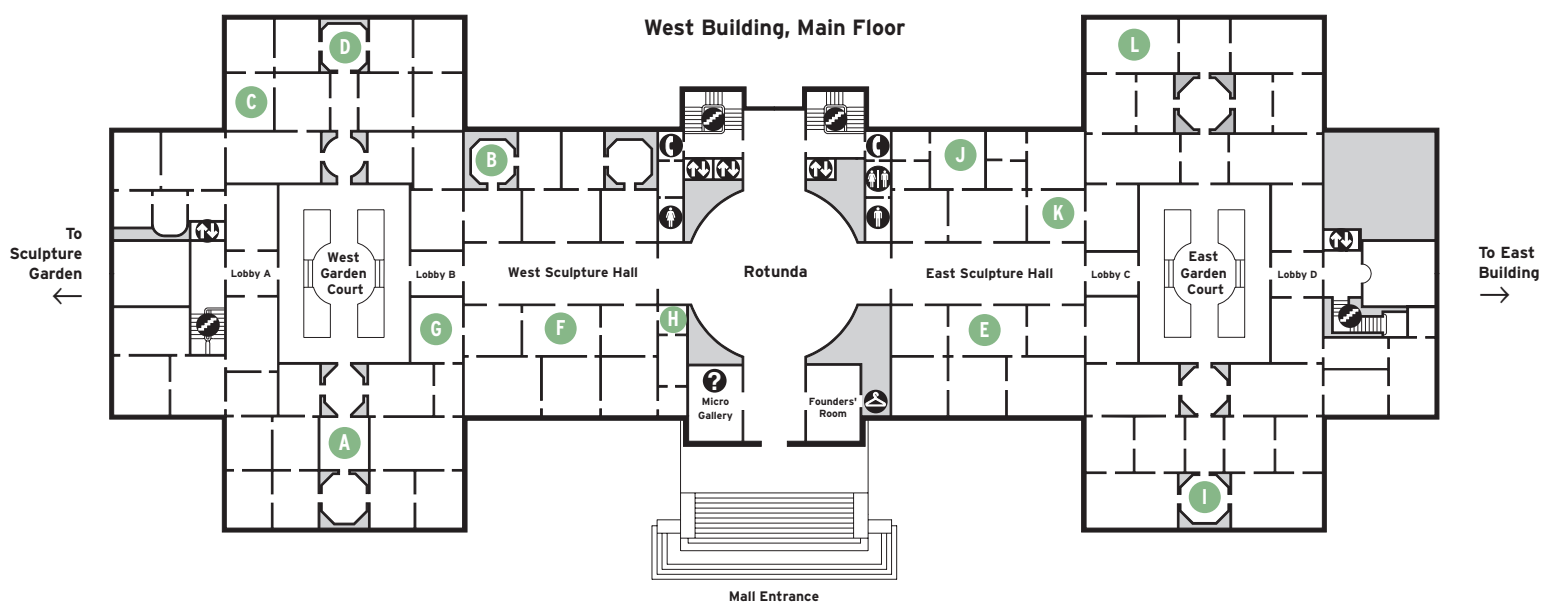 West Building, Main Floor
D
L
C
J
B
K
To
Sculpture
Garden
Lobby A
West
Garden
Court
Lobby B
West Sculpture Hall
Rotunda
East Sculpture Hall
Lobby C
East
Garden
Court
Lobby D
To East
Building
G
F
H
E
?
Micro
Gallery
Founders'
Room
A
I
Mall Entrance